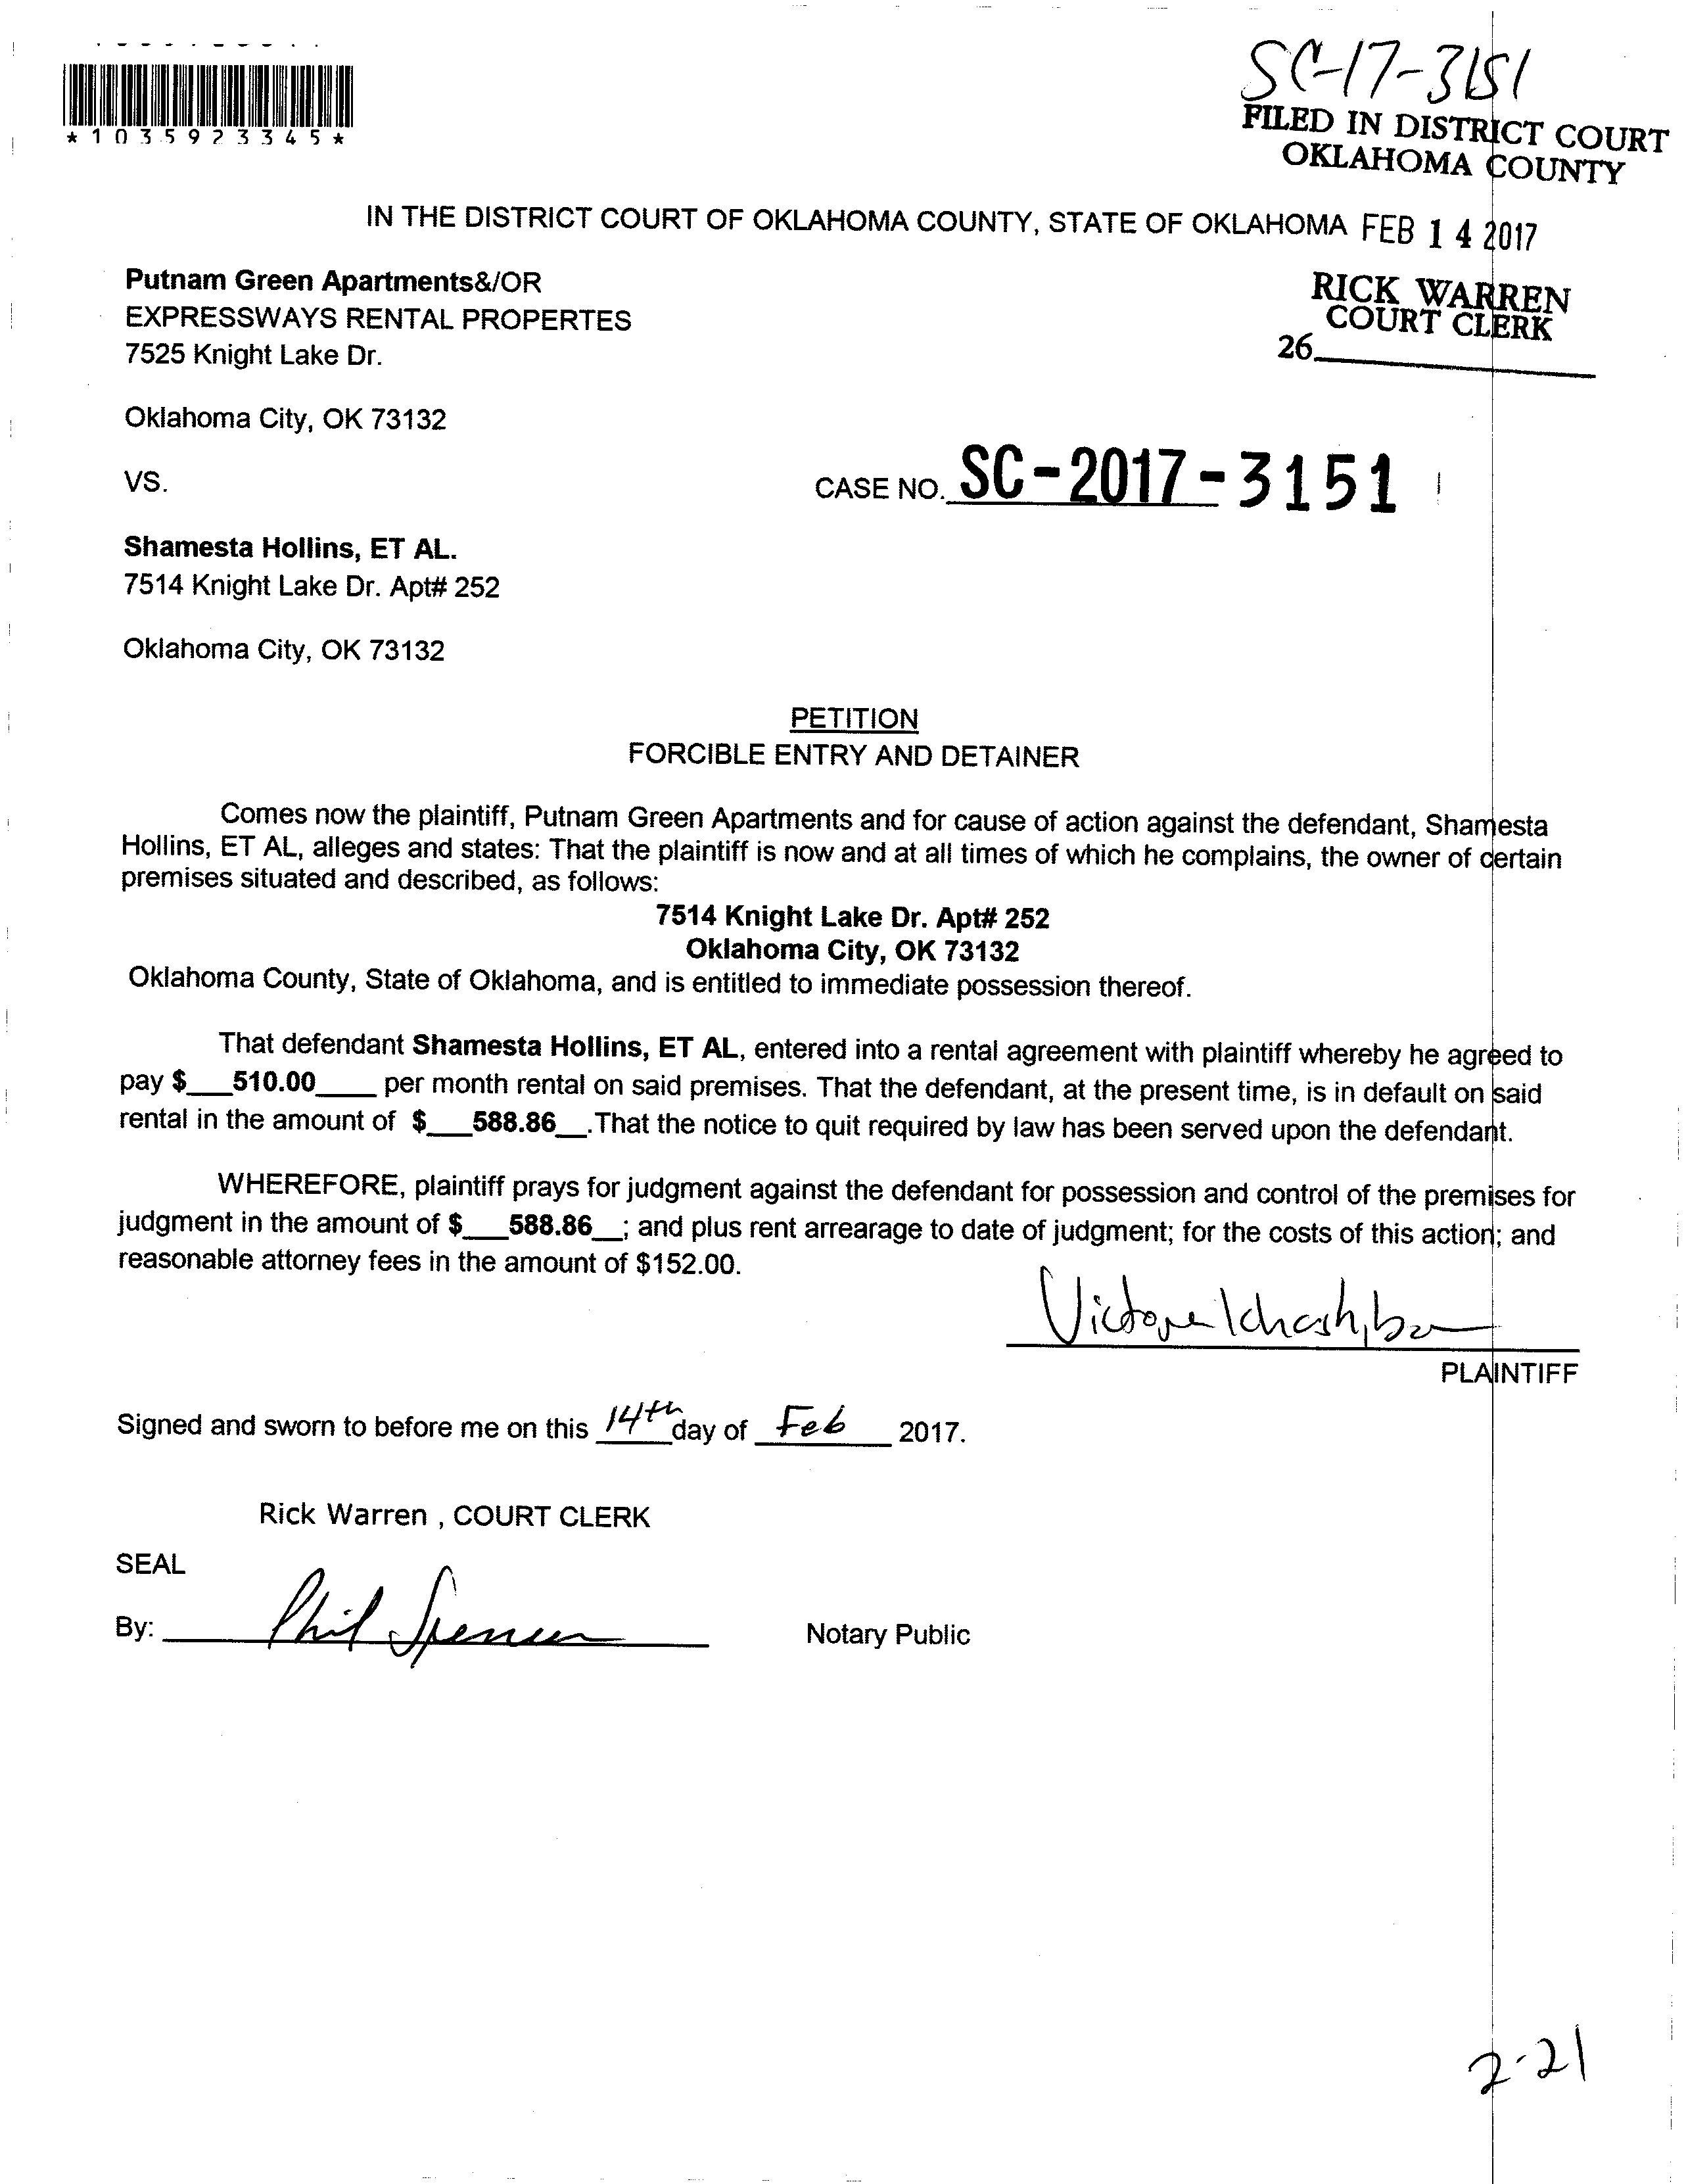 SC-17-3151
FILED IN DISTRICT COURT
OKLAHOMA COUNTY
*1035923345*
IN THE DISTRICT COURT OF OKLAHOMA COUNTY, STATE OF OKLAHOMA FEB 14 2017
Putnam Green Apartments&/OR
EXPRESSWAYS RENTAL PROPERTES
7525 Knight Lake Dr.
RICK WARREN
COURT CLERK
26
Oklahoma City, OK 73132
VS.
CASE NO. SC-2017-3151
Shamesta Hollins, ET AL.
7514 Knight Lake Dr. Apt# 252
Oklahoma City, OK 73132
PETITION
FORCIBLE ENTRY AND DETAINER
Comes now the plaintiff, Putnam Green Apartments and for cause of action against the defendant, Shamesta
Hollins, ET AL, alleges and states: That the plaintiff is now and at all times of which he complains, the owner of certain
premises situated and described, as follows:
7514 Knight Lake Dr. Apt# 252
Oklahoma City, OK 73132
Oklahoma County, State of Oklahoma, and is entitled to immediate possession thereof.
That defendant Shamesta Hollins, ET AL, entered into a rental agreement with plaintiff whereby he agreed to
pay $___510.00____ per month rental on said premises. That the defendant, at the present time, is in default on said
rental in the amount of $___588.86__.That the notice to quit required by law has been served upon the defendant.
WHEREFORE, plaintiff prays for judgment against the defendant for possession and control of the premises for
judgment in the amount of $___588.86__; and plus rent arrearage to date of judgment; for the costs of this action; and
reasonable attorney fees in the amount of $152.00.
PLAINTIFF
Signed and sworn to before me on this 14th day of Feb 2017.
Rick Warren , COURT CLERK
SEAL
By: Phil Spencer Notary Public
2-21